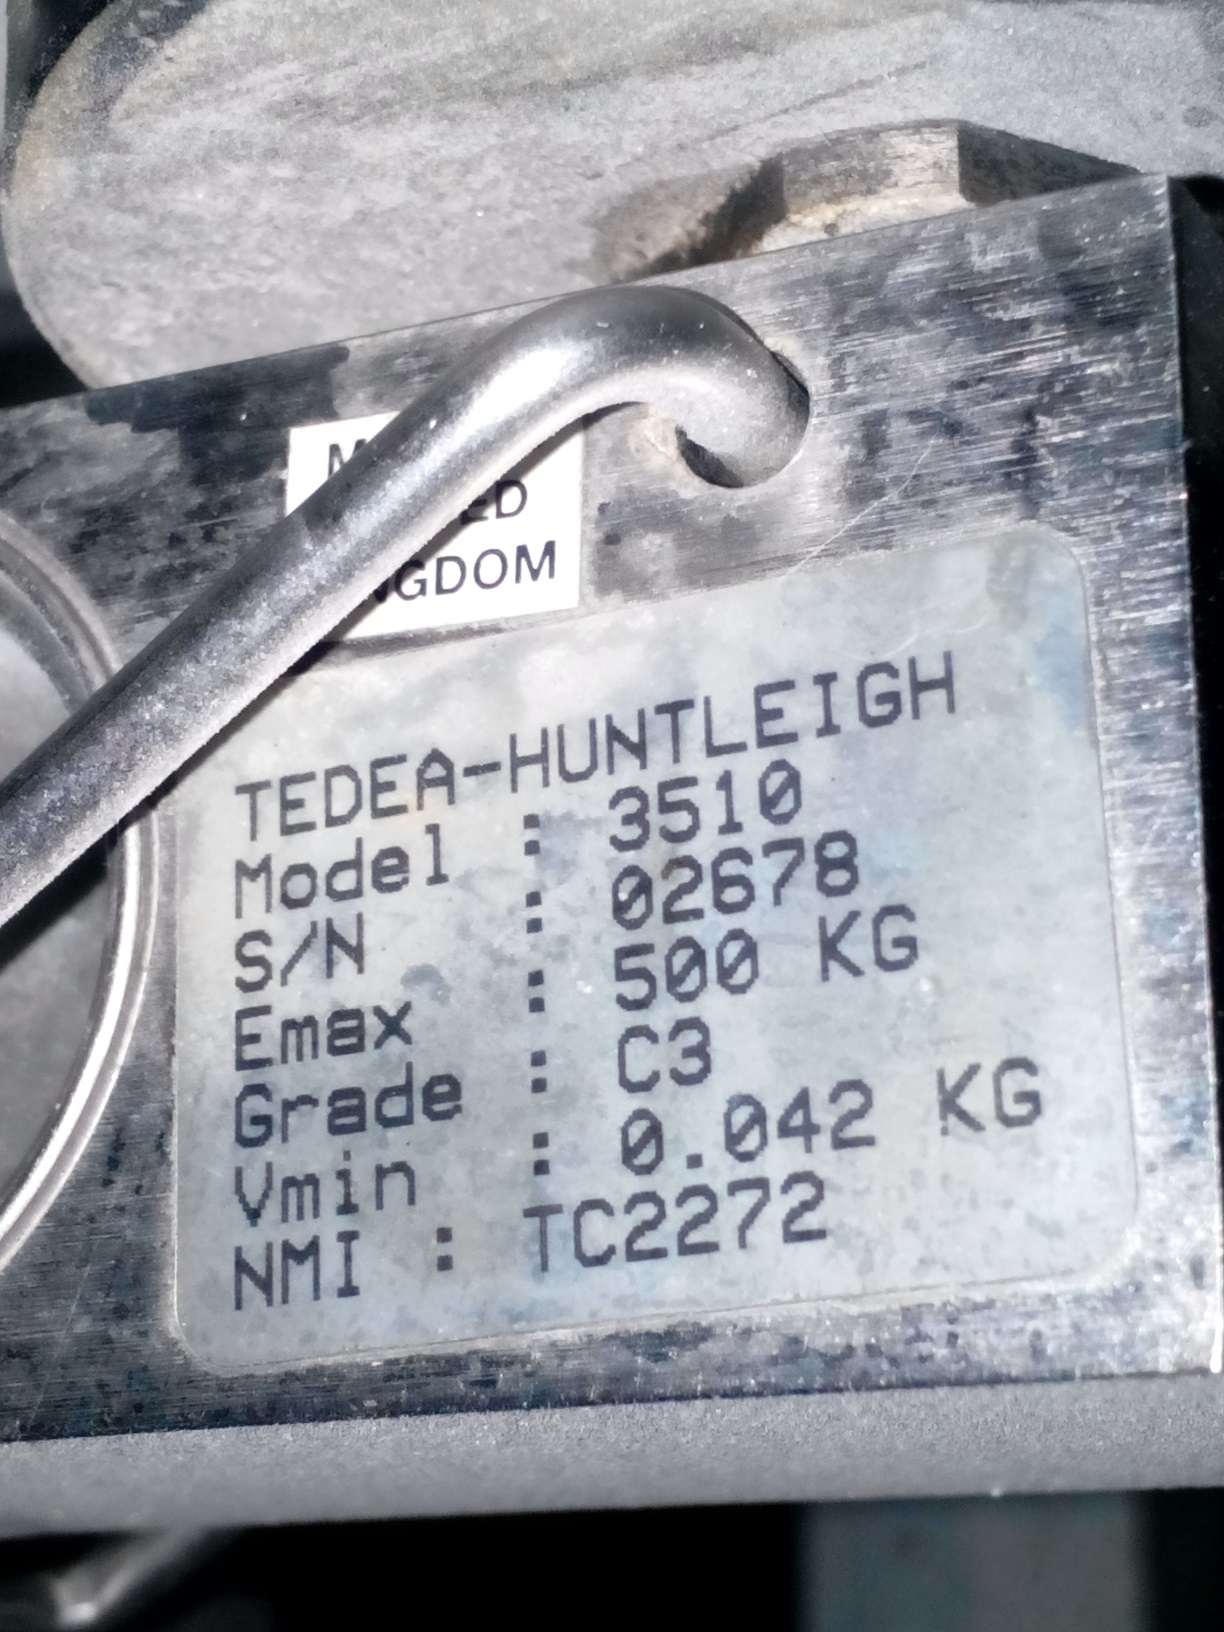 GDOM
TEDEA-HUNTLEIGH
Model : 3510
S/N : 02678
Emax : 500 KG
Grade : C3
Vmin : 0.042 KG
NMI : TC2272